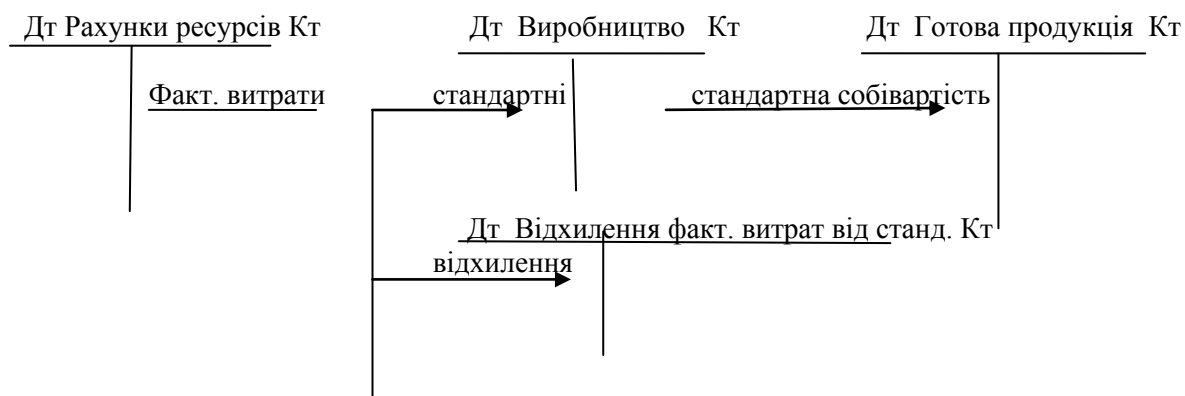 Дт Рахунки ресурсів Кт Дт Виробництво Кт Дт Готова продукція Кт
Факт. витрати стандартні стандартна собівартість
Дт Відхилення факт. витрат від станд. Кт
відхилення